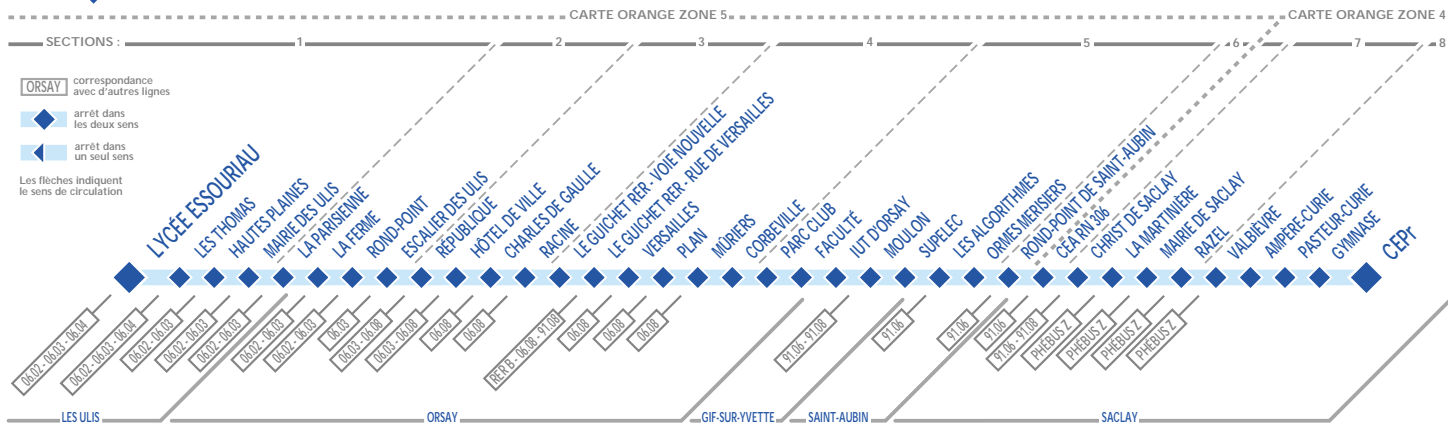 CARTE ORANGE ZONE 5
CARTE ORANGE ZONE 4
SECTIONS :
1
2
3
4
5
6
7
8
ORSAY
correspondance
avec d'autres lignes
arrêt dans
les deux sens
arrêt dans
un seul sens
Les flèches indiquent
le sens de circulation
LYCÉE ESSOURIAU
LES THOMAS
HAUTES PLAINES
MAIRIE DES ULIS
LA PARISIENNE
LA FERME
ROND-POINT
ESCALIER DES ULIS
RÉPUBLIQUE
HÔTEL DE VILLE
CHARLES DE GAULLE
RACINE
LE GUICHET RER - VOIE NOUVELLE
LE GUICHET RER - RUE DE VERSAILLES
VERSAILLES
PLAN
MÛRIERS
CORBEVILLE
PARC CLUB
FACULTÉ
IUT D'ORSAY
MOULON
SUPELEC
LES ALGORITHMES
ORMES-MERISIERS
ROND-POINT DE SAINT-AUBIN
CEA RN 306
CHRIST DE SACLAY
LA MARTINIÈRE
MAIRIE DE SACLAY
RAZEL
VALBIÈVRE
AMPÈRE-CURIE
PASTEUR-CURIE
GYMNASE
CEPr
06.02 - 06.03 - 06.04
06.02 - 06.03 - 06.04
06.02 - 06.03
06.02 - 06.03
06.02 - 06.03
06.02 - 06.03
06.02 - 06.03
06.03
06.03 - 06.08
06.03 - 06.08
06.08
06.08
RER B - 06.08 - 91.08
06.08
06.08
06.08
91.06 - 91.08
91.06
91.06
91.06
91.06 - 91.08
PHÉBUS Z
PHÉBUS Z
PHÉBUS Z
PHÉBUS Z
LES ULIS
ORSAY
GIF-SUR-YVETTE
SAINT-AUBIN
SACLAY